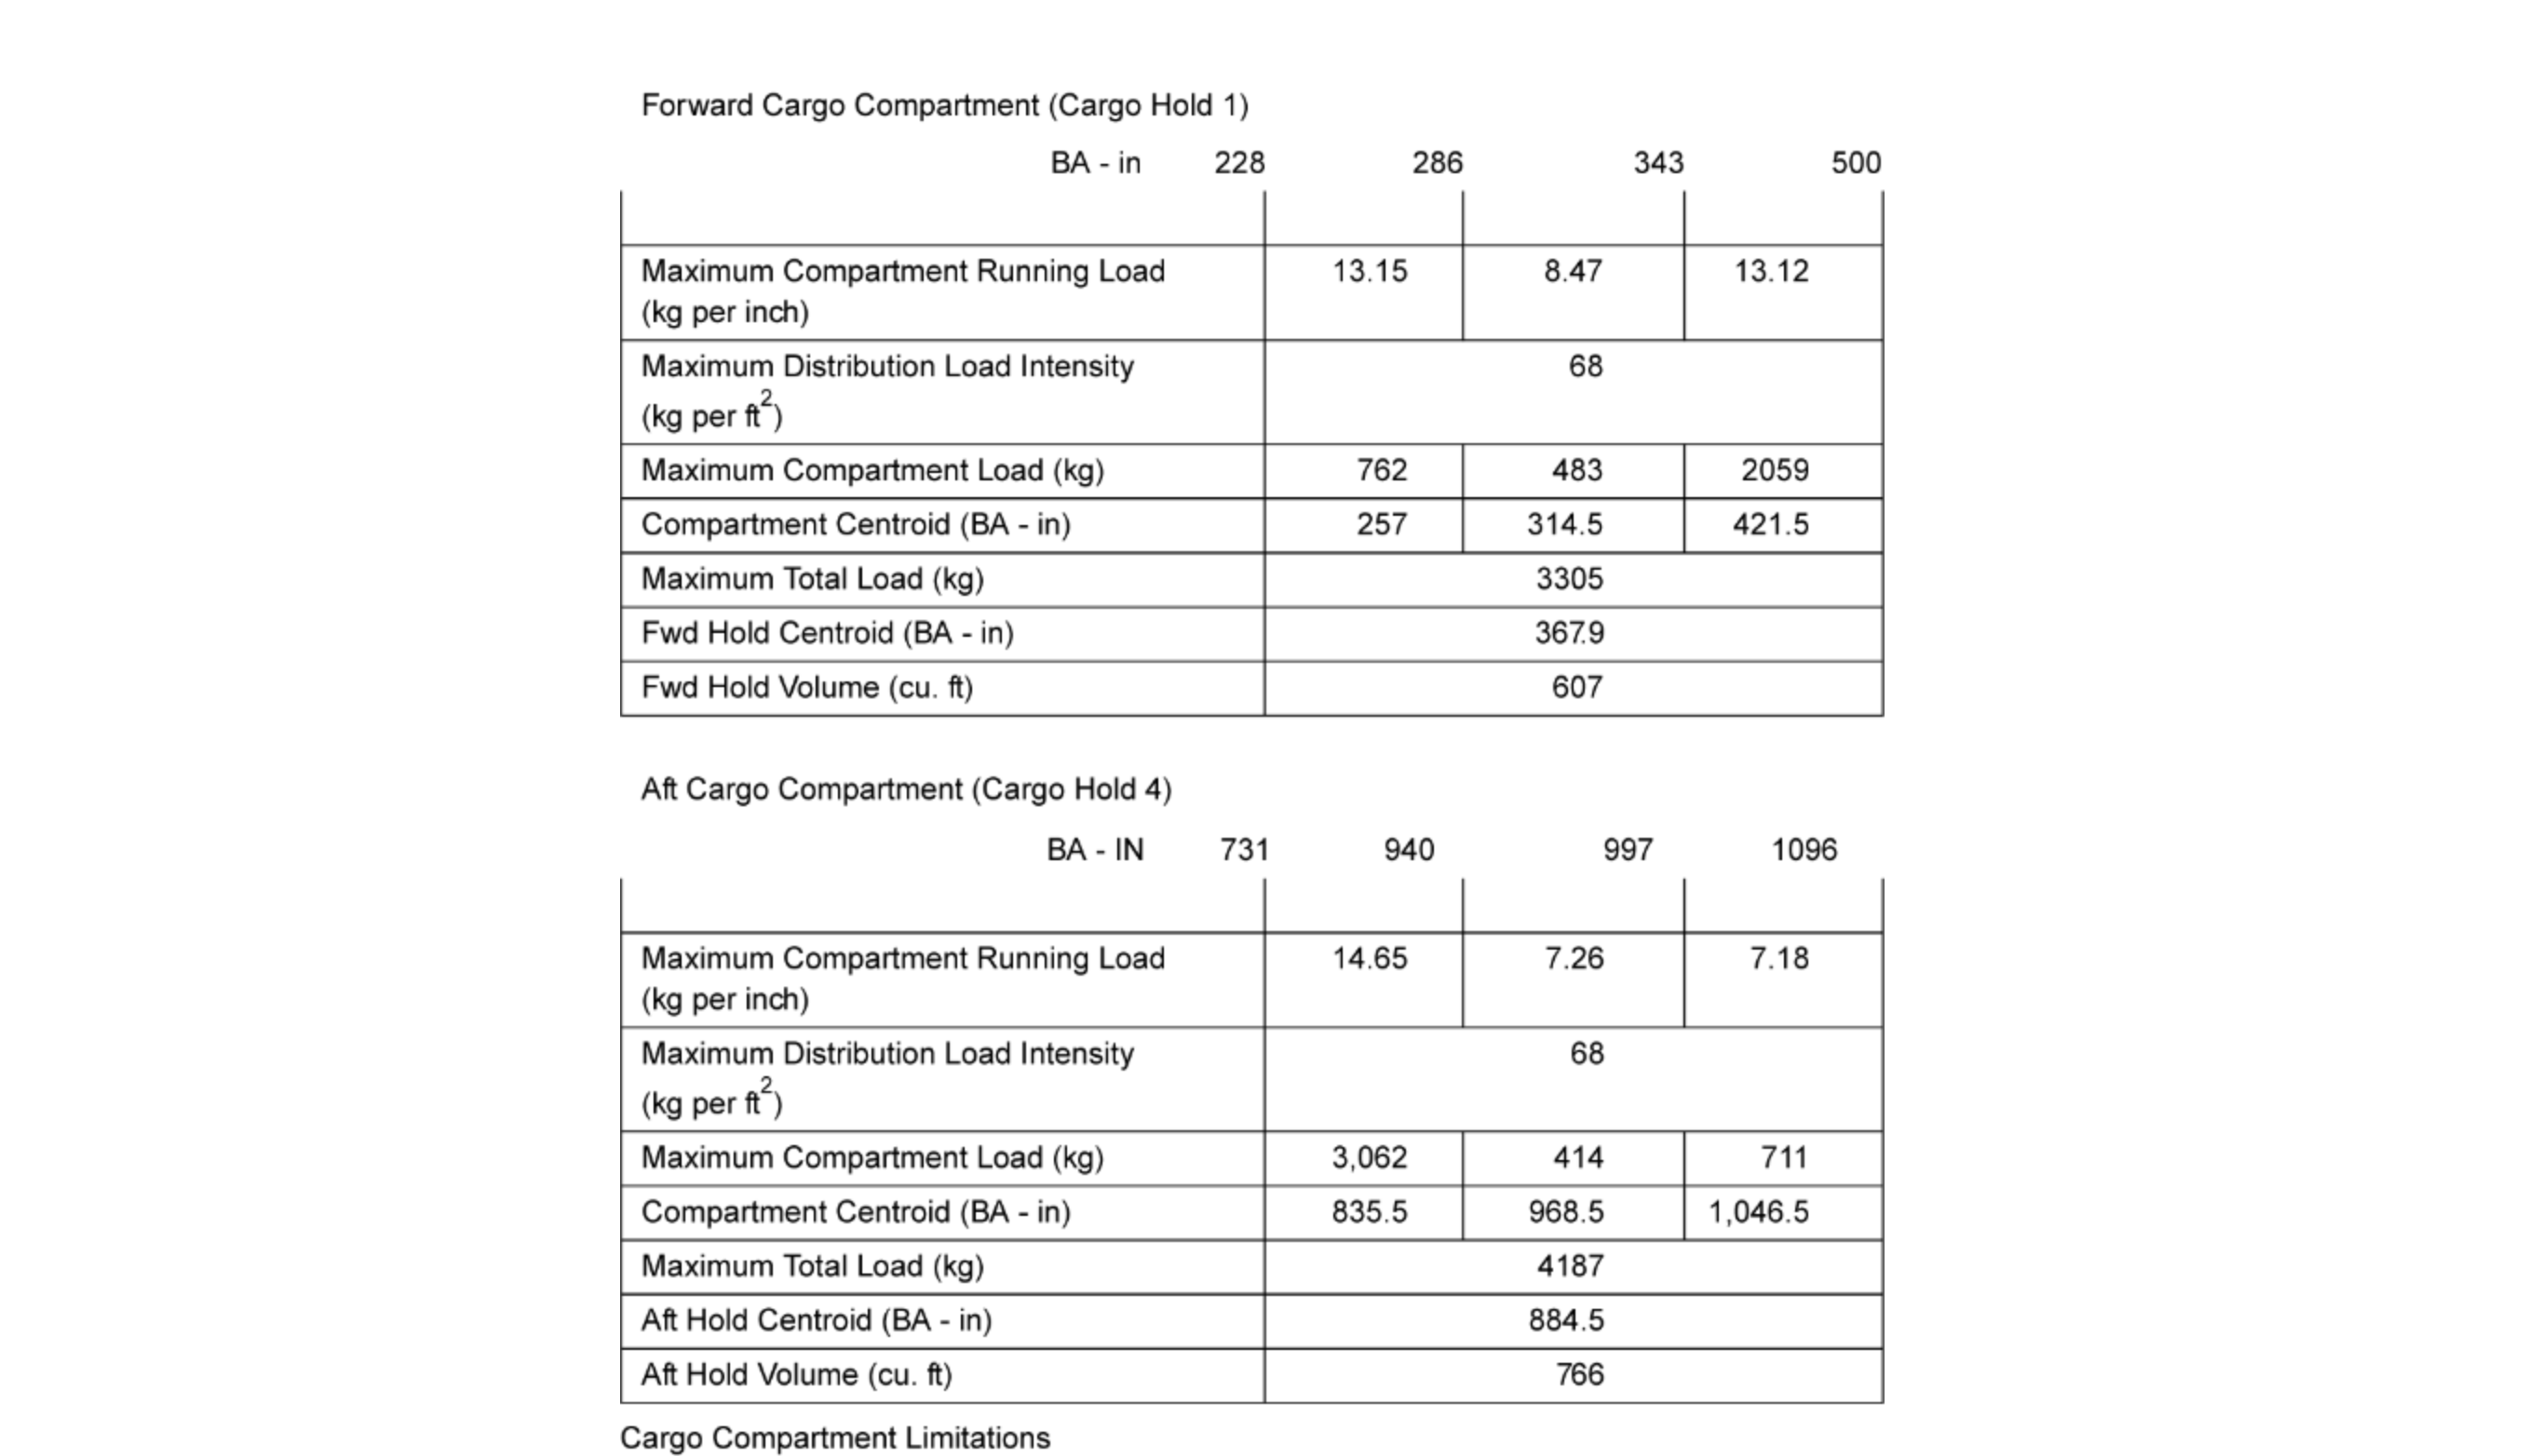 Forward Cargo Compartment (Cargo Hold 1)
BA - in 228 286 343 500
Maximum Compartment Running Load 13.15 8.47 13.12
(kg per inch)
Maximum Distribution Load Intensity 68
(kg per ft²)
Maximum Compartment Load (kg) 762 483 2059
Compartment Centroid (BA - in) 257 314.5 421.5
Maximum Total Load (kg) 3305
Fwd Hold Centroid (BA - in) 367.9
Fwd Hold Volume (cu. ft) 607
Aft Cargo Compartment (Cargo Hold 4)
BA - IN 731 940 997 1096
Maximum Compartment Running Load 14.65 7.26 7.18
(kg per inch)
Maximum Distribution Load Intensity 68
(kg per ft²)
Maximum Compartment Load (kg) 3,062 414 711
Compartment Centroid (BA - in) 835.5 968.5 1,046.5
Maximum Total Load (kg) 4187
Aft Hold Centroid (BA - in) 884.5
Aft Hold Volume (cu. ft) 766
Cargo Compartment Limitations